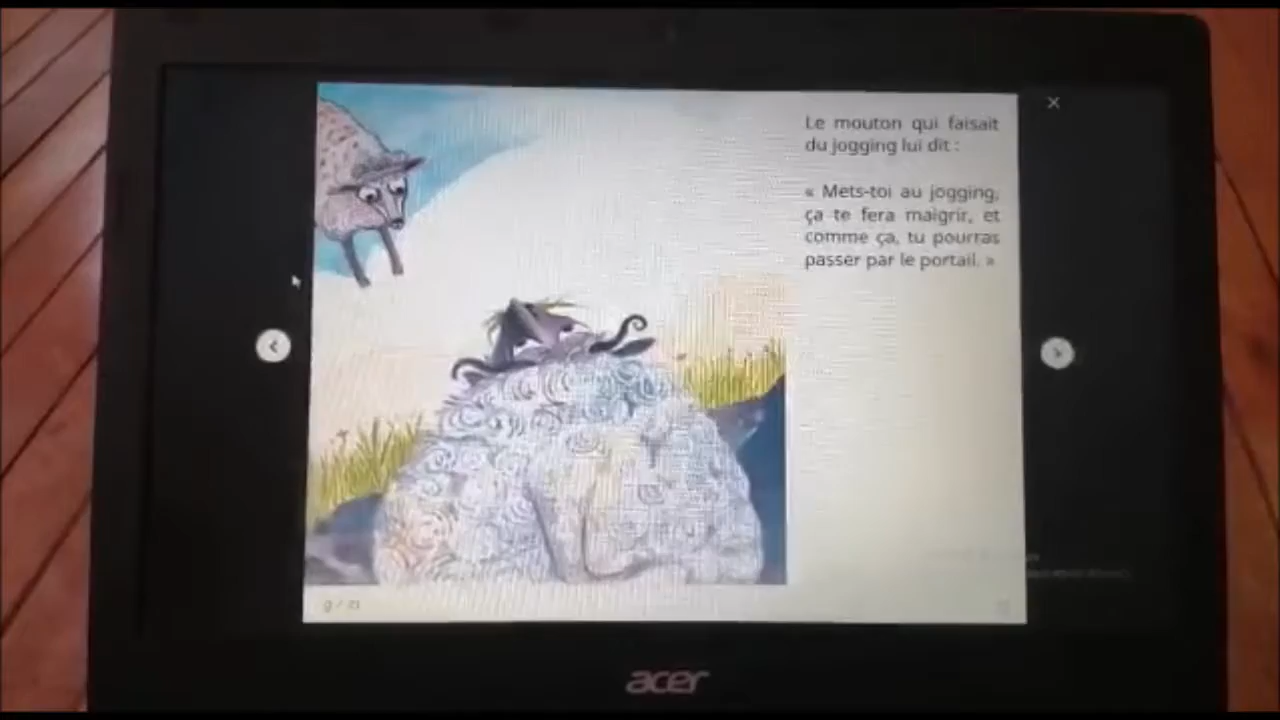 Le mouton qui faisait
du jogging lui dit :
« Mets-toi au jogging,
ça te fera maigrir, et
comme ça, tu pourras
passer par le portail. »
acer